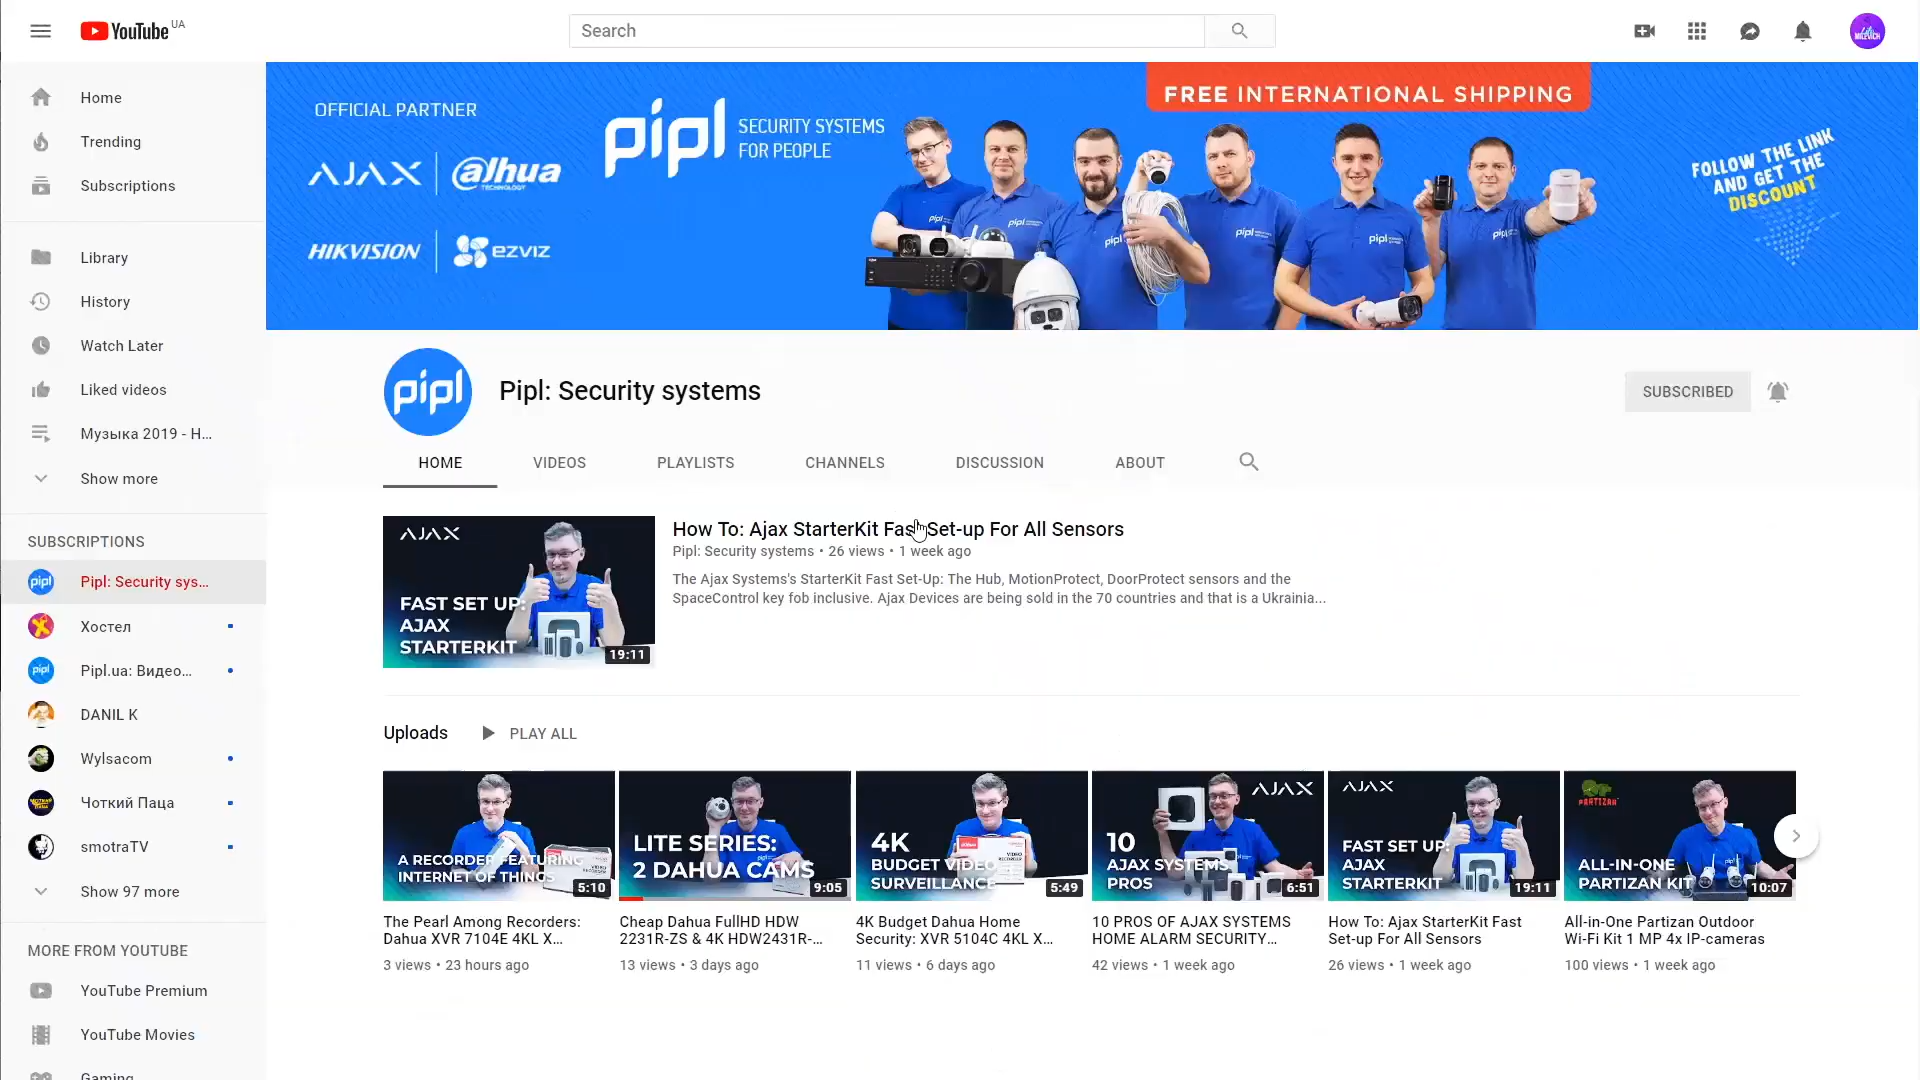 YouTube UA
Search
Home
Trending
Subscriptions
Library
History
Watch Later
Liked videos
Музыка 2019 - Н...
Show more
SUBSCRIPTIONS
Pipl: Security sys...
Хостел
Pipl.ua: Видео...
DANIL K
Wylsacom
Чоткий Паца
smotraTV
Show 97 more
MORE FROM YOUTUBE
YouTube Premium
YouTube Movies
Gaming
OFFICIAL PARTNER
AJAX
alhua
TECHNOLOGY
HIKVISION
EZVIZ
pipl
SECURITY SYSTEMS
FOR PEOPLE
FREE INTERNATIONAL SHIPPING
FOLLOW THE LINK
AND GET THE
DISCOUNT
pipl
pipl
pipl
pipl
pipl
pipl
pipl
Pipl: Security systems
SUBSCRIBED
HOME
VIDEOS
PLAYLISTS
CHANNELS
DISCUSSION
ABOUT
AJAX
FAST SET UP:
AJAX
STARTERKIT
19:11
How To: Ajax StarterKit Fast Set-up For All Sensors
Pipl: Security systems • 26 views • 1 week ago
The Ajax Systems's StarterKit Fast Set-Up: The Hub, MotionProtect, DoorProtect sensors and the
SpaceControl key fob inclusive. Ajax Devices are being sold in the 70 countries and that is a Ukrainia...
Uploads
PLAY ALL
A RECORDER FEATURING
INTERNET OF THINGS
5:10
The Pearl Among Recorders:
Dahua XVR 7104E 4KL X...
3 views • 23 hours ago
LITE SERIES:
2 DAHUA CAMS
9:05
Cheap Dahua FullHD HDW
2231R-ZS & 4K HDW2431R-...
13 views • 3 days ago
4K
BUDGET VIDEO
SURVEILLANCE
5:49
4K Budget Dahua Home
Security: XVR 5104C 4KL X...
11 views • 6 days ago
AJAX
10
AJAX SYSTEMS
PROS
6:51
10 PROS OF AJAX SYSTEMS
HOME ALARM SECURITY...
42 views • 1 week ago
AJAX
FAST SET UP:
AJAX
STARTERKIT
19:11
How To: Ajax StarterKit Fast
Set-up For All Sensors
26 views • 1 week ago
PARTIZAN
ALL-IN-ONE
PARTIZAN KIT
10:07
All-in-One Partizan Outdoor
Wi-Fi Kit 1 MP 4x IP-cameras
100 views • 1 week ago